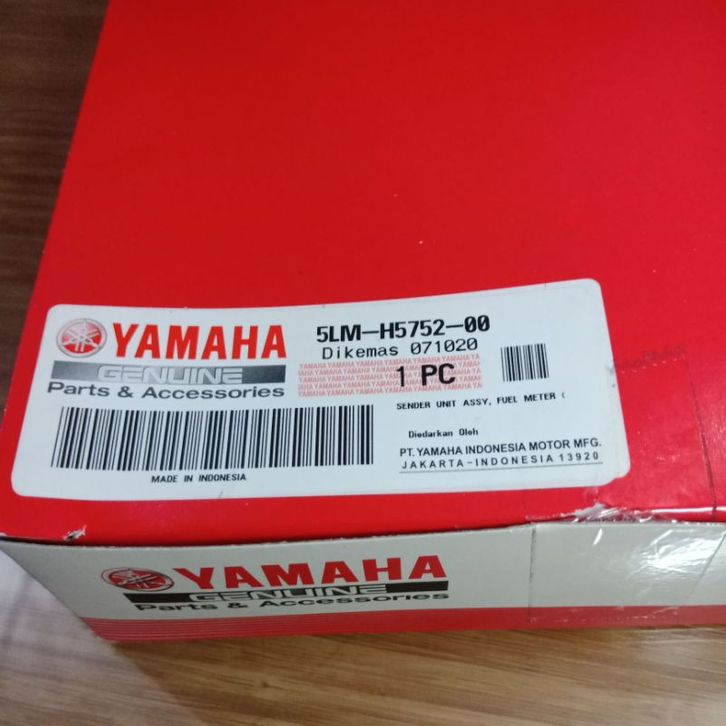 YAMAHA
GENUINE
Parts & Accessories
5LM-H5752-00
Dikemas 071020
1 PC
SENDER UNIT ASSY, FUEL METER (
MADE IN INDONESIA
Diedarkan Oleh
PT. YAMAHA INDONESIA MOTOR MFG.
JAKARTA-INDONESIA 13920
YAMAHA
GENUINE
Parts & Accessories